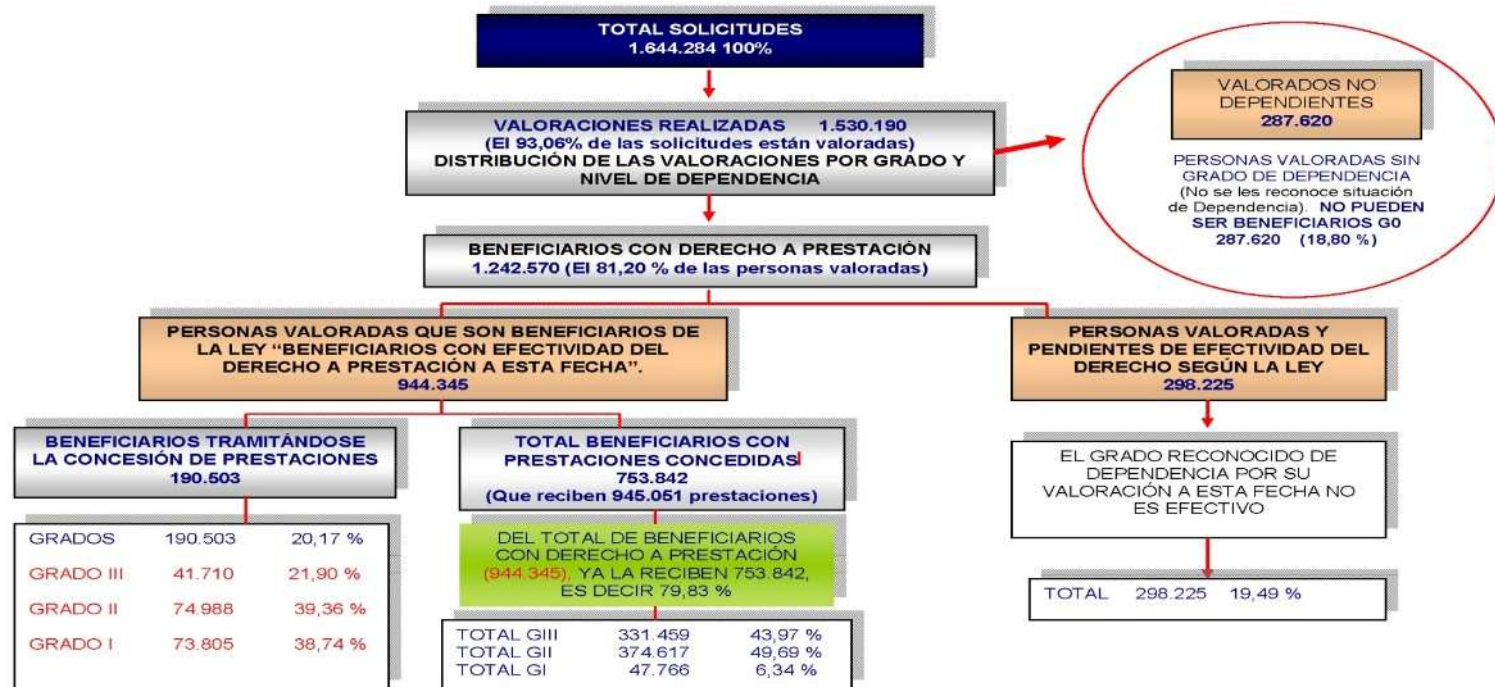 TOTAL SOLICITUDES
1.644.284 100%
VALORACIONES REALIZADAS 1.530.190
(El 93,06% de las solicitudes están valoradas)
DISTRIBUCIÓN DE LAS VALORACIONES POR GRADO Y
NIVEL DE DEPENDENCIA
VALORADOS NO
DEPENDIENTES
287.620
PERSONAS VALORADAS SIN
GRADO DE DEPENDENCIA
(No se les reconoce situación
de Dependencia). NO PUEDEN
SER BENEFICIARIOS G0
287.620 (18,80 %)
BENEFICIARIOS CON DERECHO A PRESTACIÓN
1.242.570 (El 81,20 % de las personas valoradas)
PERSONAS VALORADAS QUE SON BENEFICIARIOS DE
LA LEY “BENEFICIARIOS CON EFECTIVIDAD DEL
DERECHO A PRESTACIÓN A ESTA FECHA”.
944.345
PERSONAS VALORADAS Y
PENDIENTES DE EFECTIVIDAD DEL
DERECHO SEGÚN LA LEY
298.225
BENEFICIARIOS TRAMITÁNDOSE
LA CONCESIÓN DE PRESTACIONES
190.503
TOTAL BENEFICIARIOS CON
PRESTACIONES CONCEDIDAS
753.842
(Que reciben 945.051 prestaciones)
EL GRADO RECONOCIDO DE
DEPENDENCIA POR SU
VALORACIÓN A ESTA FECHA NO
ES EFECTIVO
GRADOS 190.503 20,17 %
GRADO III 41.710 21,90 %
GRADO II 74.988 39,36 %
GRADO I 73.805 38,74 %
DEL TOTAL DE BENEFICIARIOS
CON DERECHO A PRESTACIÓN
(944.345), YA LA RECIBEN 753.842,
ES DECIR 79,83 %
TOTAL GIII 331.459 43,97 %
TOTAL GII 374.617 49,69 %
TOTAL GI 47.766 6,34 %
TOTAL 298.225 19,49 %